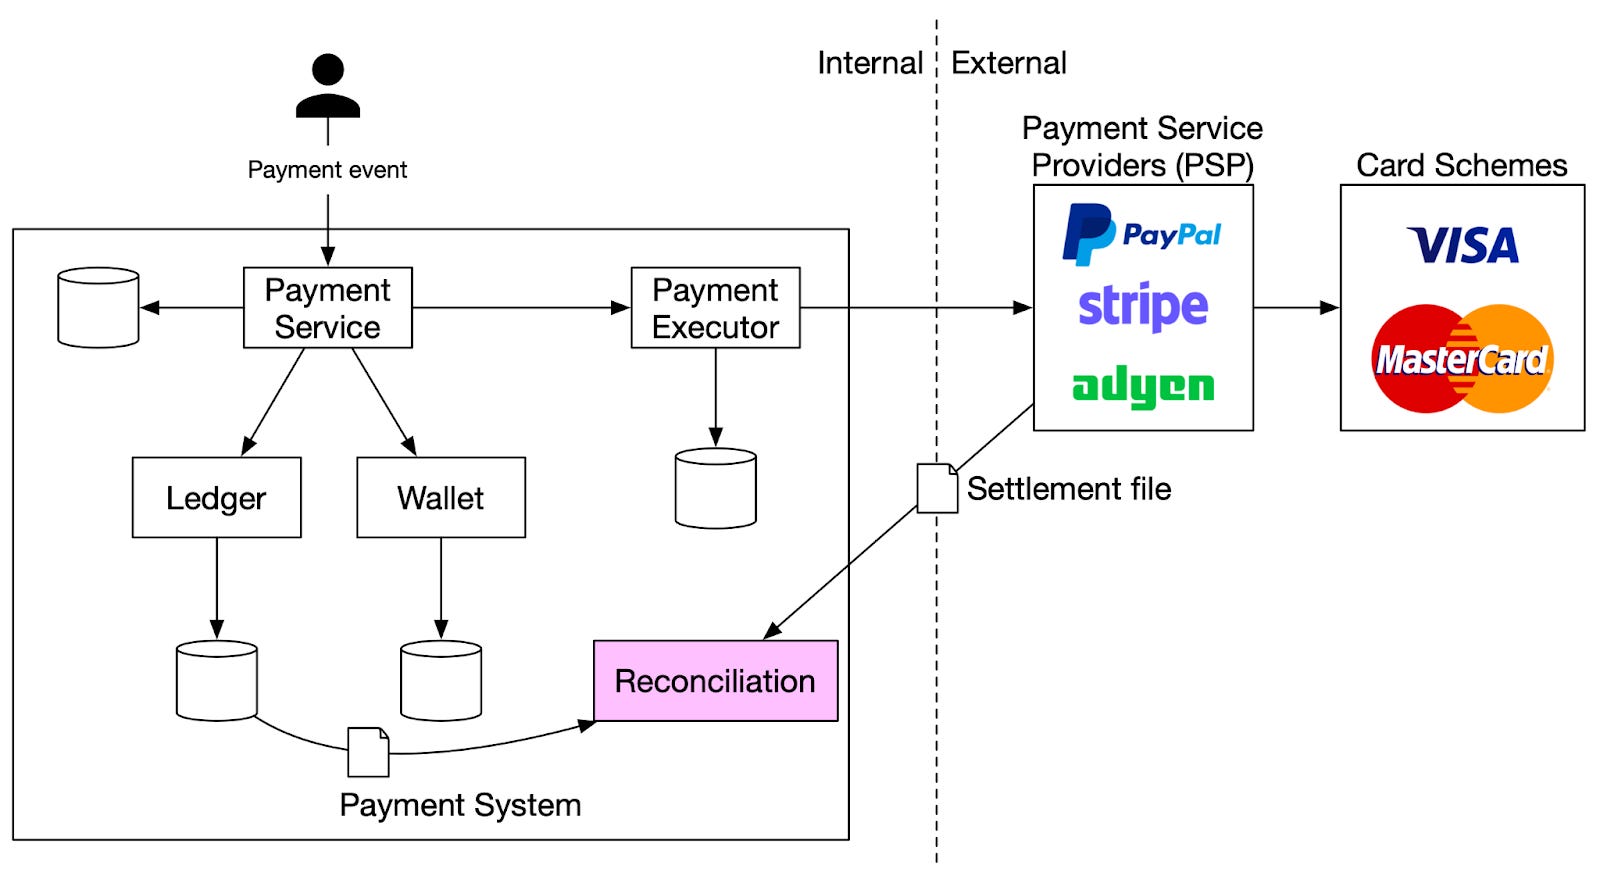 Internal
External
Payment event
Payment Service
Providers (PSP)
Card Schemes
PayPal
stripe
adyen
VISA
MasterCard
Payment
Service
Payment
Executor
Ledger
Wallet
Settlement file
Reconciliation
Payment System